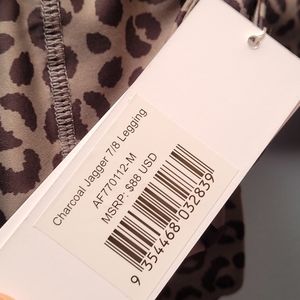 Charcoal Jagger 7/8 Legging
AF770112-M
MSRP: $88 USD
9 354468 032839